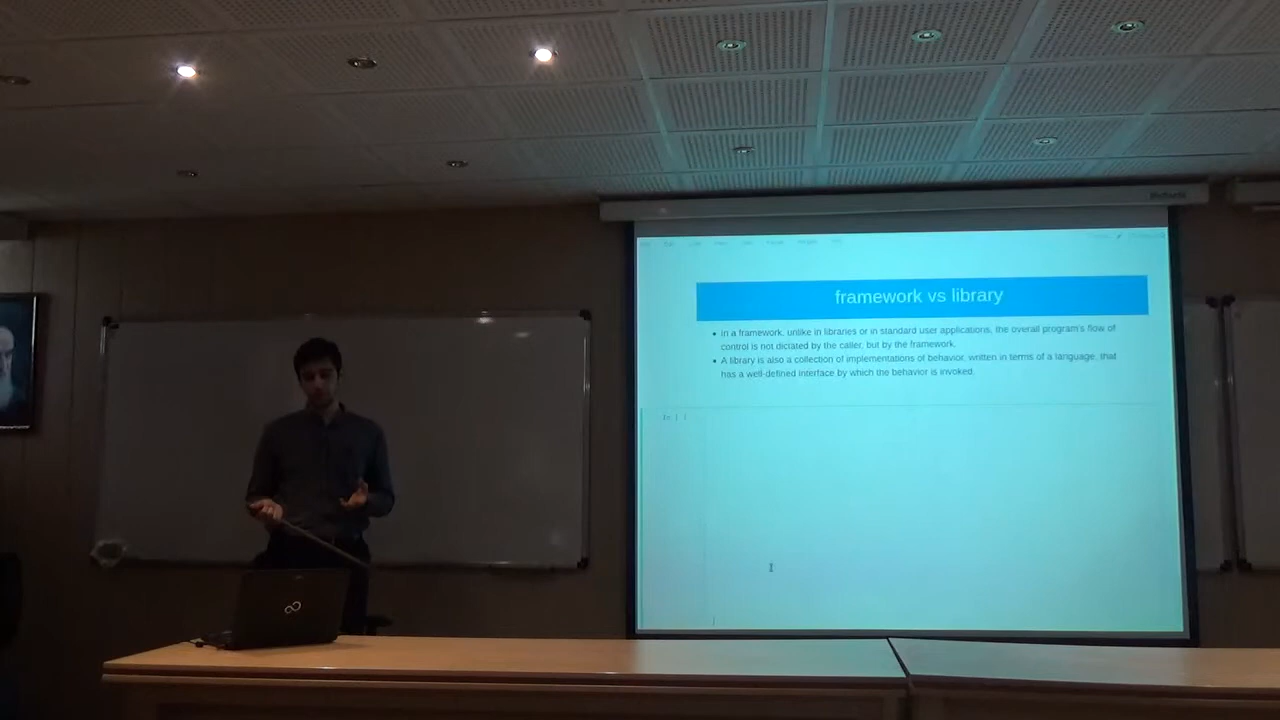 framework vs library
In a framework, unlike in libraries or in standard user applications, the overall program's flow of
control is not dictated by the caller, but by the framework.
A library is also a collection of implementations of behavior, written in terms of a language, that
has a well-defined interface by which the behavior is invoked.
In [ ]: